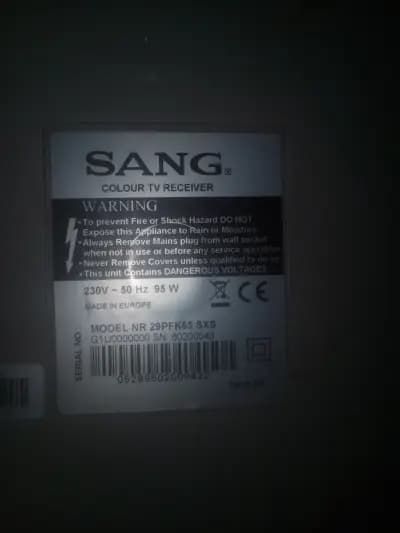 SANG®
COLOUR TV RECEIVER
WARNING
• To prevent Fire or Shock Hazard DO NOT
Expose this Appliance to Rain or Moisture
• Always Remove Mains plug from wall socket
when not in use or before any service operation
• Never Remove Covers unless qualified to do so
• This unit Contains DANGEROUS VOLTAGES
230V ~ 50 Hz 95 W
CE
MADE IN EUROPE
MODEL NR 29PFK65 SXS
SERIAL NO.